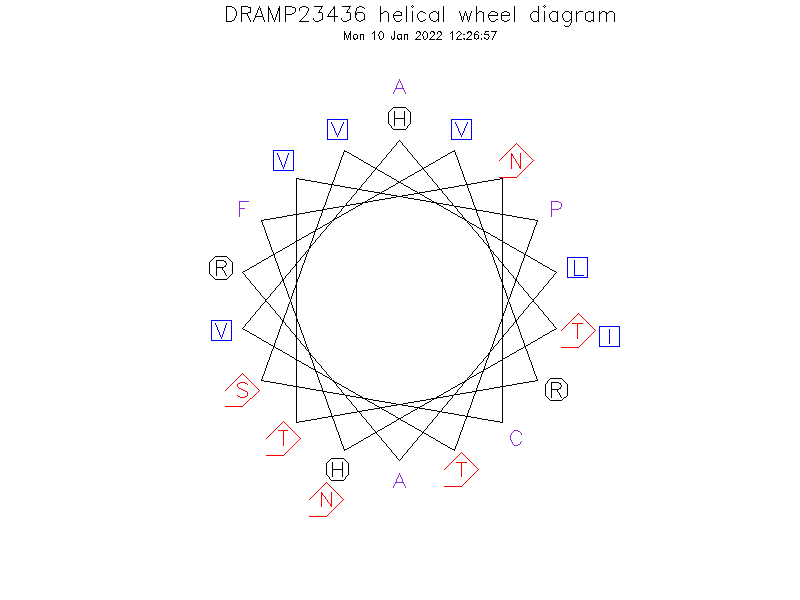 DRAMP23436 helical wheel diagram
Mon 10 Jan 2022 12:26:57
A
V H V
V N
F P
R L
V T I
S R
T C
H A T
N